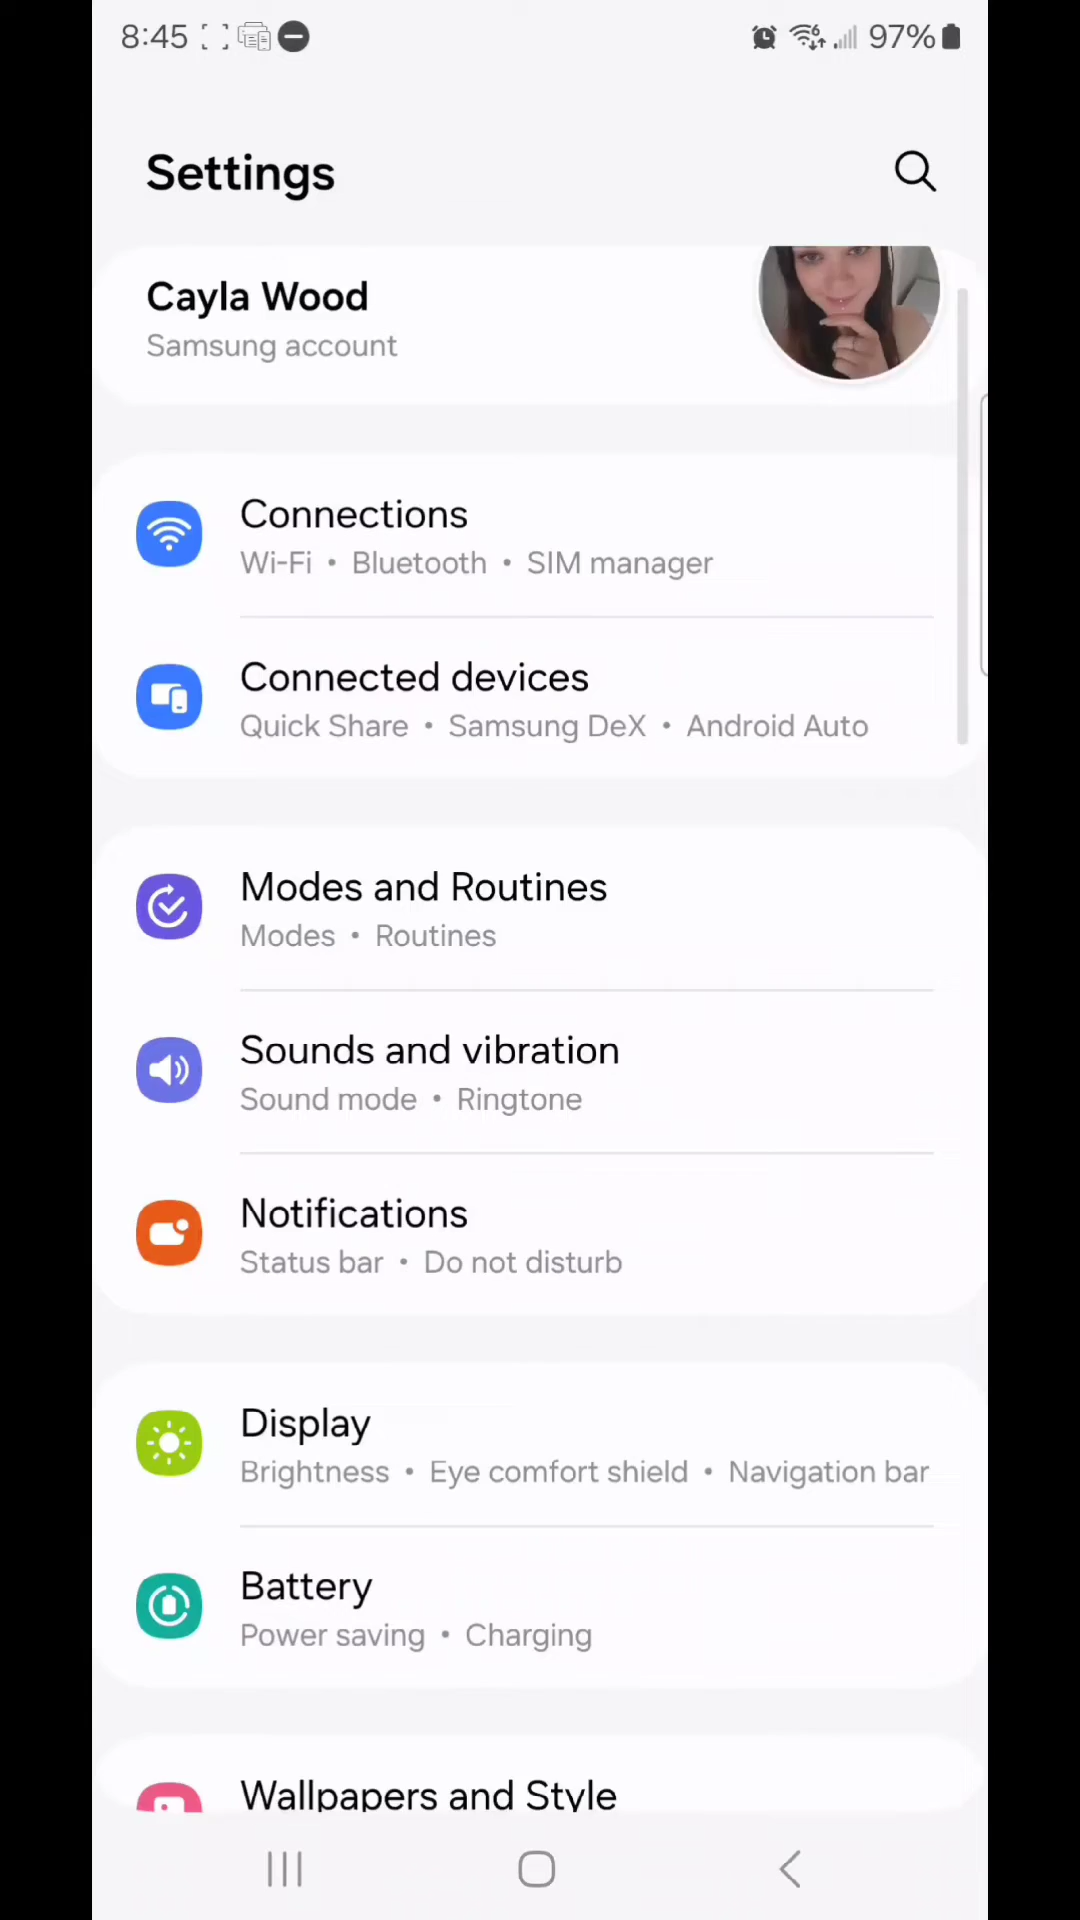 8:45
6
97%
Settings
Cayla Wood
Samsung account
Connections
Wi-Fi • Bluetooth • SIM manager
Connected devices
Quick Share • Samsung DeX • Android Auto
Modes and Routines
Modes • Routines
Sounds and vibration
Sound mode • Ringtone
Notifications
Status bar • Do not disturb
Display
Brightness • Eye comfort shield • Navigation bar
Battery
Power saving • Charging
Wallpapers and Style